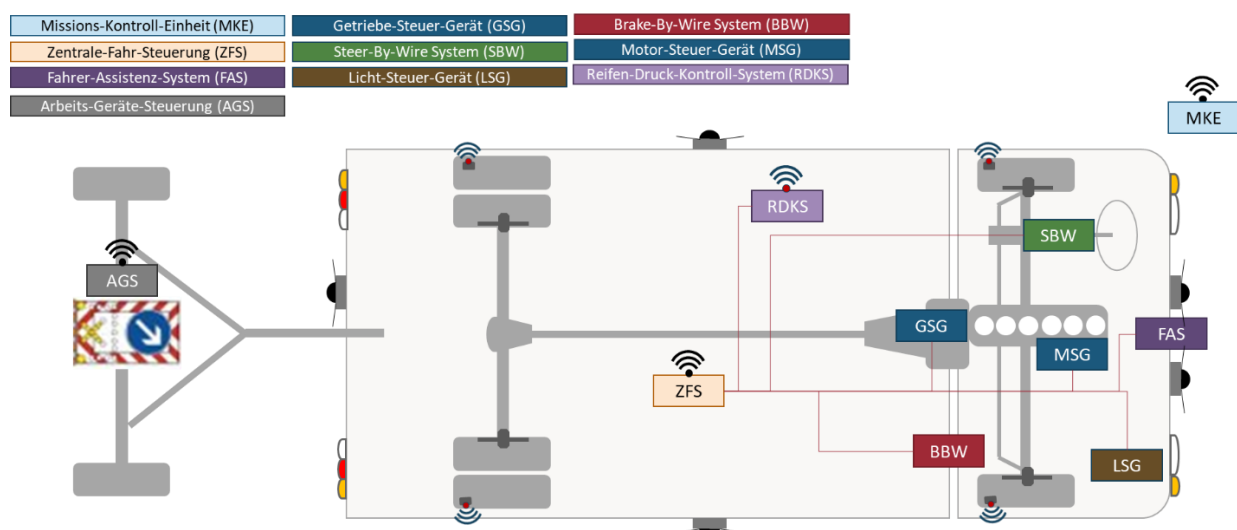 Missions-Kontroll-Einheit (MKE)
Getriebe-Steuer-Gerät (GSG)
Brake-By-Wire System (BBW)
Zentrale-Fahr-Steuerung (ZFS)
Steer-By-Wire System (SBW)
Motor-Steuer-Gerät (MSG)
Fahrer-Assistenz-System (FAS)
Licht-Steuer-Gerät (LSG)
Reifen-Druck-Kontroll-System (RDKS)
Arbeits-Geräte-Steuerung (AGS)
MKE
RDKS
SBW
AGS
GSG
FAS
MSG
ZFS
BBW
LSG